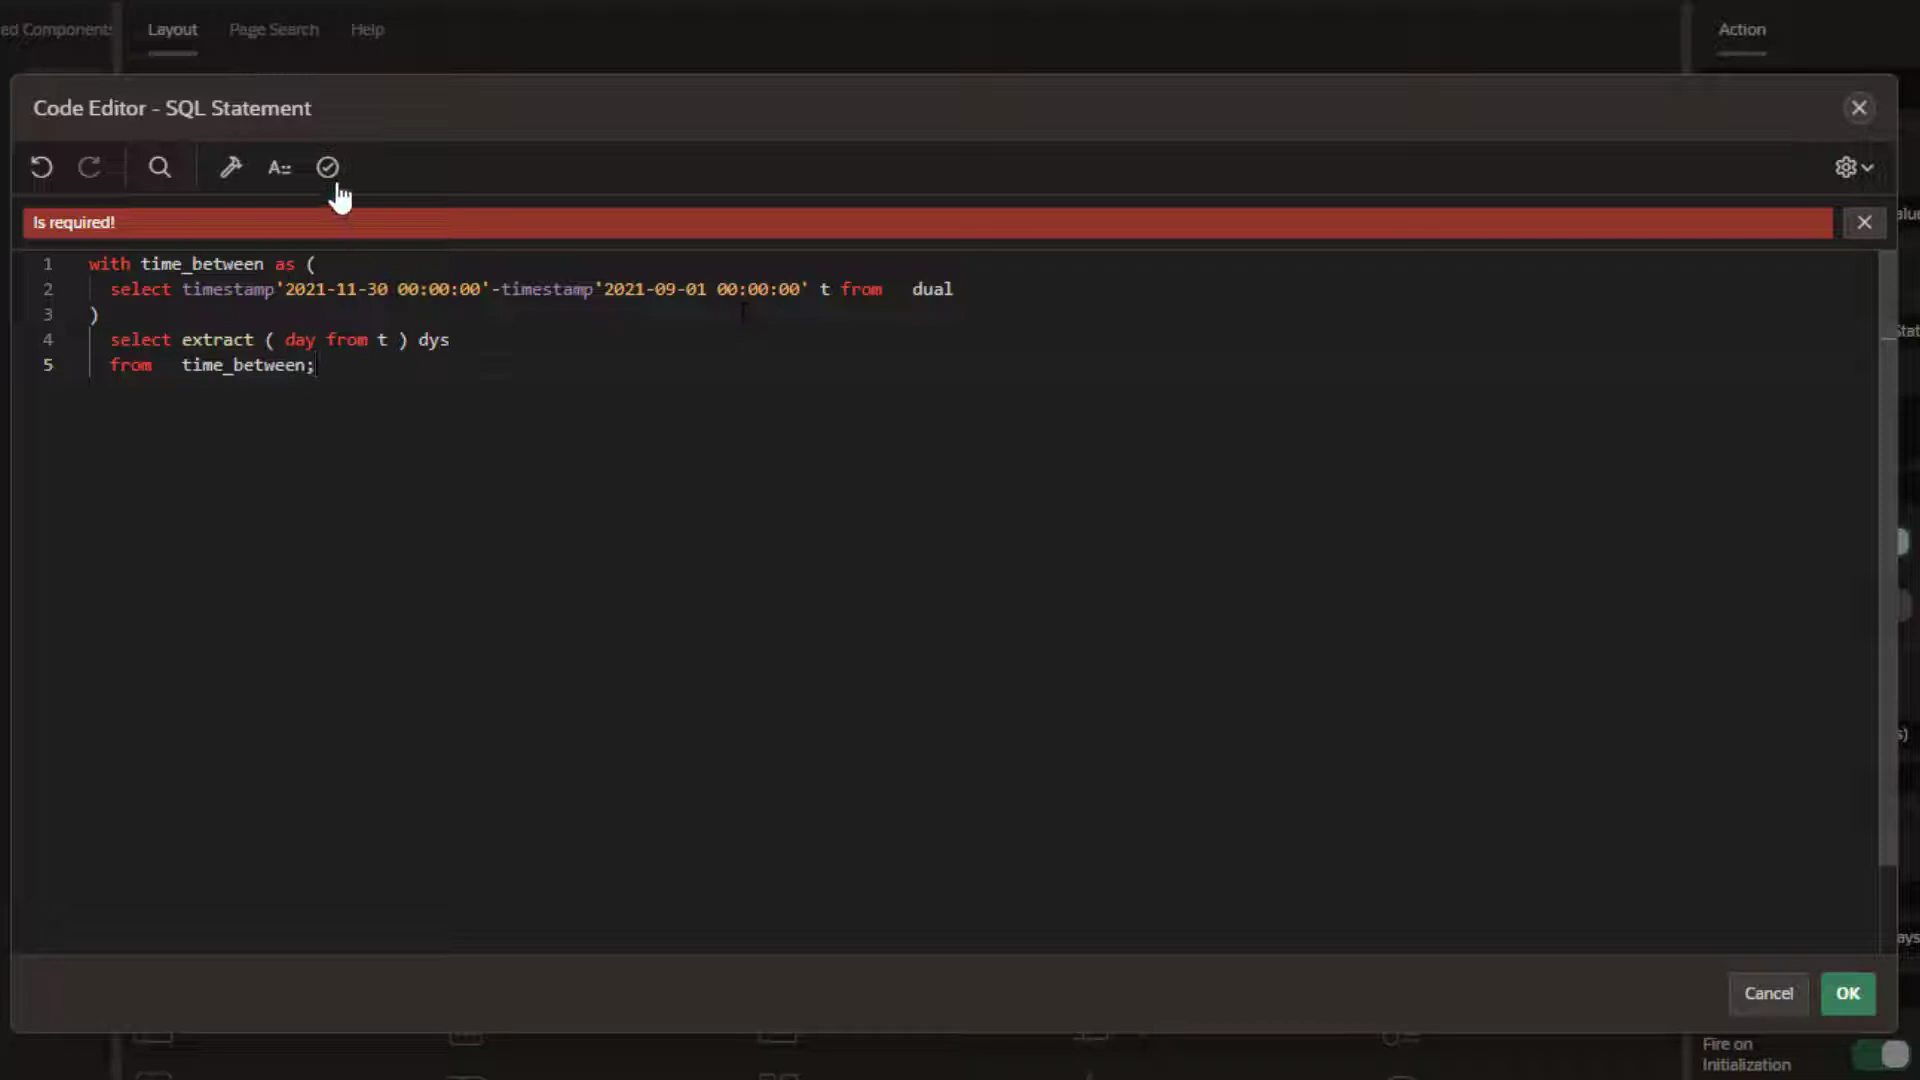 ed Components
Layout
Page Search
Help
Action
Code Editor - SQL Statement
Is required!
1 with time_between as (
2 select timestamp'2021-11-30 00:00:00'-timestamp'2021-09-01 00:00:00' t from dual
3 )
4 select extract ( day from t ) dys
5 from time_between;
Cancel
OK
Fire on
Initialization